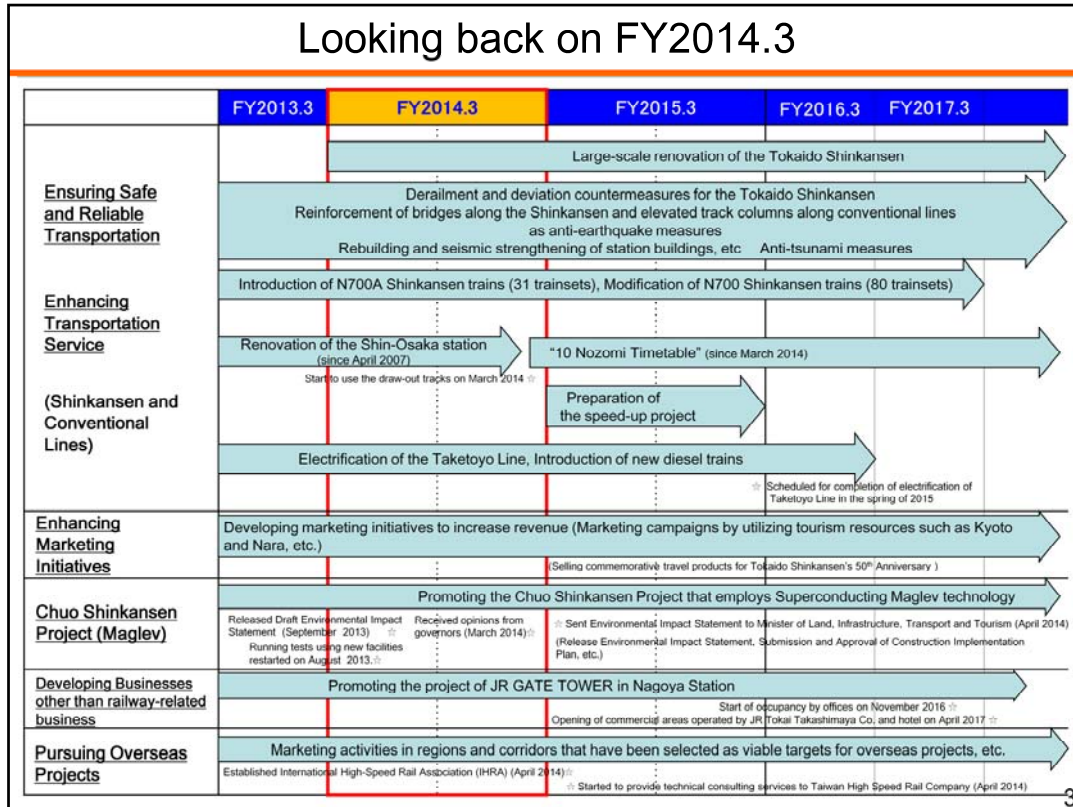 Looking back on FY2014.3
FY2013.3
FY2014.3
FY2015.3
FY2016.3
FY2017.3
Ensuring Safe
and Reliable
Transportation
Large-scale renovation of the Tokaido Shinkansen
Derailment and deviation countermeasures for the Tokaido Shinkansen
Reinforcement of bridges along the Shinkansen and elevated track columns along conventional lines
as anti-earthquake measures
Rebuilding and seismic strengthening of station buildings, etc Anti-tsunami measures
Enhancing
Transportation
Service
(Shinkansen and
Conventional
Lines)
Introduction of N700A Shinkansen trains (31 trainsets), Modification of N700 Shinkansen trains (80 trainsets)
Renovation of the Shin-Osaka station
(since April 2007)
Start to use the draw-out tracks on March 2014 ☆
"10 Nozomi Timetable" (since March 2014)
Preparation of
the speed-up project
Electrification of the Taketoyo Line, Introduction of new diesel trains
☆ Scheduled for completion of electrification of
Taketoyo Line in the spring of 2015
Enhancing
Marketing
Initiatives
Developing marketing initiatives to increase revenue (Marketing campaigns by utilizing tourism resources such as Kyoto
and Nara, etc.)
(Selling commemorative travel products for Tokaido Shinkansen's 50th Anniversary )
Chuo Shinkansen
Project (Maglev)
Promoting the Chuo Shinkansen Project that employs Superconducting Maglev technology
Released Draft Environmental Impact
Statement (September 2013) ☆
Running tests using new facilities
restarted on August 2013.☆
Received opinions from
governors (March 2014)☆
☆ Sent Environmental Impact Statement to Minister of Land, Infrastructure, Transport and Tourism (April 2014)
(Release Environmental Impact Statement, Submission and Approval of Construction Implementation
Plan, etc.)
Developing Businesses
other than railway-related
business
Promoting the project of JR GATE TOWER in Nagoya Station
Start of occupancy by offices on November 2016 ☆
Opening of commercial areas operated by JR Tokai Takashimaya Co. and hotel on April 2017 ☆
Pursuing Overseas
Projects
Marketing activities in regions and corridors that have been selected as viable targets for overseas projects, etc.
Established International High-Speed Rail Association (IHRA) (April 2014)☆
☆ Started to provide technical consulting services to Taiwan High Speed Rail Company (April 2014)
3